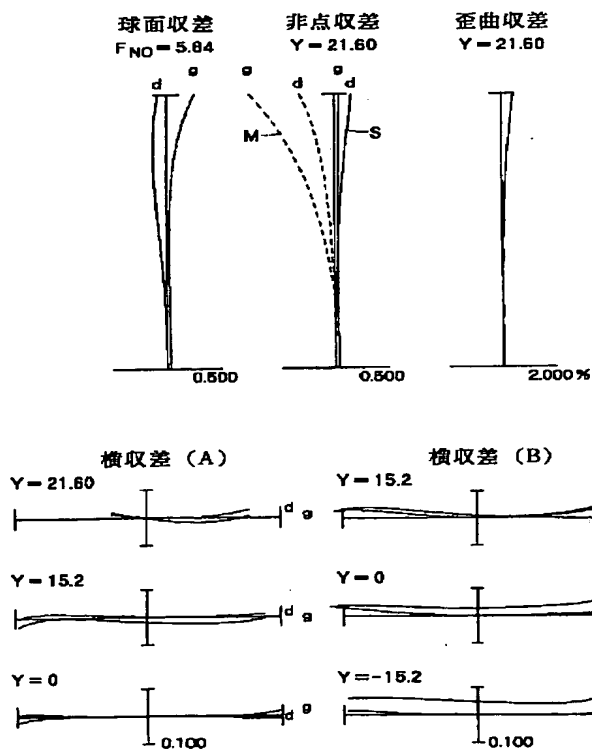 球面収差 非点収差 歪曲収差
FNO=5.84 Y=21.60 Y=21.60
d g g d g d
M S
0.500 0.500 2.000%
横収差 (A) 横収差 (B)
Y=21.60 Y=15.2
d g
Y=15.2 Y=0
d g
Y=0 Y=-15.2
d g
0.100 0.100